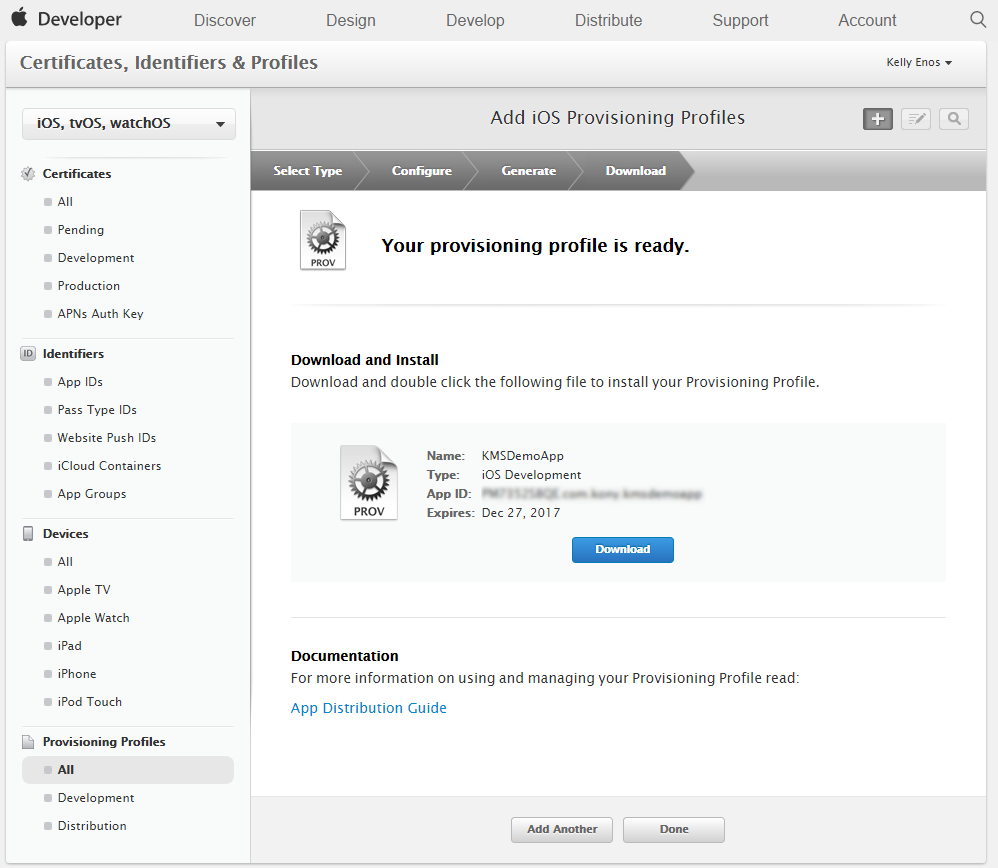 Developer
Discover
Design
Develop
Distribute
Support
Account
Certificates, Identifiers & Profiles
Kelly Enos
iOS, tvOS, watchOS
Certificates
All
Pending
Development
Production
APNs Auth Key
ID Identifiers
App IDs
Pass Type IDs
Website Push IDs
iCloud Containers
App Groups
Devices
All
Apple TV
Apple Watch
iPad
iPhone
iPod Touch
Provisioning Profiles
All
Development
Distribution
Add iOS Provisioning Profiles
Select Type
Configure
Generate
Download
PROV
Your provisioning profile is ready.
Download and Install
Download and double click the following file to install your Provisioning Profile.
PROV
Name: KMSDemoApp
Type: iOS Development
App ID:
Expires: Dec 27, 2017
Download
Documentation
For more information on using and managing your Provisioning Profile read:
App Distribution Guide
Add Another
Done